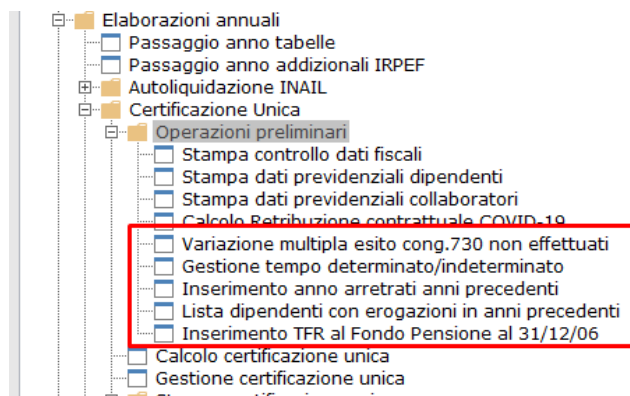 Elaborazioni annuali
Passaggio anno tabelle
Passaggio anno addizionali IRPEF
Autoliquidazione INAIL
Certificazione Unica
Operazioni preliminari
Stampa controllo dati fiscali
Stampa dati previdenziali dipendenti
Stampa dati previdenziali collaboratori
Calcolo Retribuzione contrattuale COVID-19
Variazione multipla esito cong.730 non effettuati
Gestione tempo determinato/indeterminato
Inserimento anno arretrati anni precedenti
Lista dipendenti con erogazioni in anni precedenti
Inserimento TFR al Fondo Pensione al 31/12/06
Calcolo certificazione unica
Gestione certificazione unica